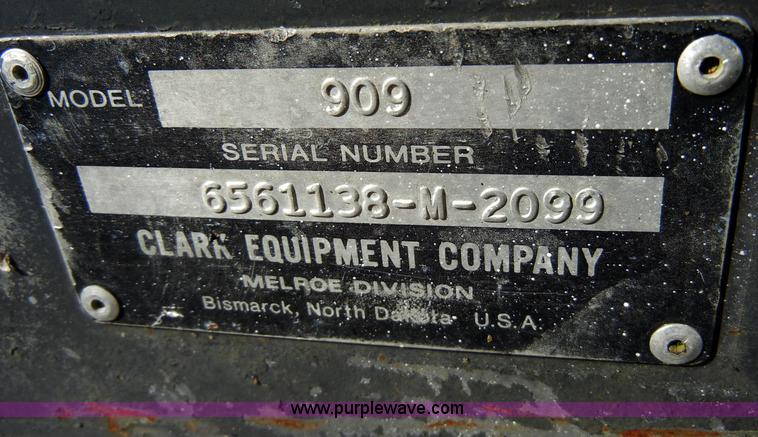 MODEL 909
SERIAL NUMBER
6561138-M-2099
CLARK EQUIPMENT COMPANY
MELROE DIVISION
Bismarck, North Dakota U.S.A.
www.purplewave.com